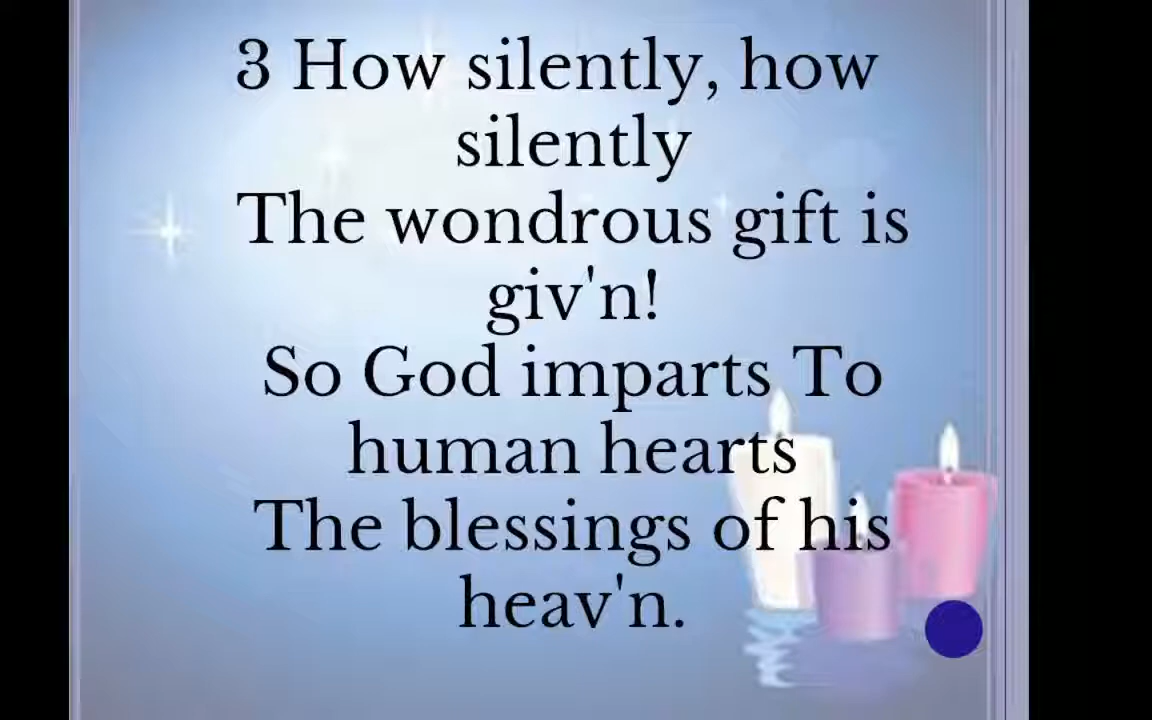 3 How silently, how
silently
The wondrous gift is
giv'n!
So God imparts To
human hearts
The blessings of his
heav'n.